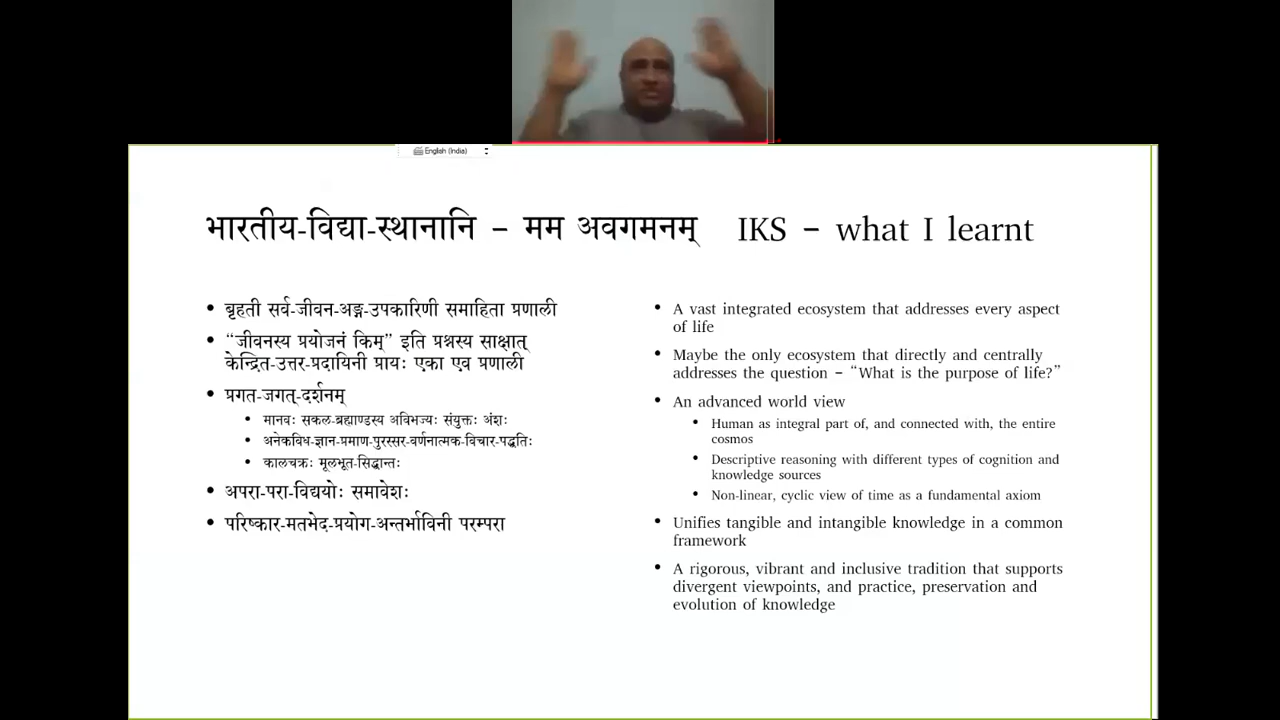 English (India)
भारतीय-विद्या-स्थानानि – मम अवगमनम् IKS – what I learnt
• बृहती सर्व-जीवन-अङ्ग-उपकारिणी समाहिता प्रणाली
• “जीवनस्य प्रयोजनं किम्” इति प्रश्नस्य साक्षात्
केन्द्रित-उत्तर-प्रदायिनी प्रायः एका एव प्रणाली
• प्रगत-जगत्-दर्शनम्
• मानवः सकल-ब्रह्माण्डस्य अविभज्यः संयुक्तः अंशः
• अनेकविध-ज्ञान-प्रमाण-पुरस्सर-वर्णनात्मक-विचार-पद्धतिः
• कालचक्रः मूलभूत-सिद्धान्तः
• अपरा-परा-विद्ययोः समावेशः
• परिष्कार-मतभेद-प्रयोग-अन्तर्भाविनी परम्परा
• A vast integrated ecosystem that addresses every aspect
of life
• Maybe the only ecosystem that directly and centrally
addresses the question – “What is the purpose of life?”
• An advanced world view
• Human as integral part of, and connected with, the entire
cosmos
• Descriptive reasoning with different types of cognition and
knowledge sources
• Non-linear, cyclic view of time as a fundamental axiom
• Unifies tangible and intangible knowledge in a common
framework
• A rigorous, vibrant and inclusive tradition that supports
divergent viewpoints, and practice, preservation and
evolution of knowledge